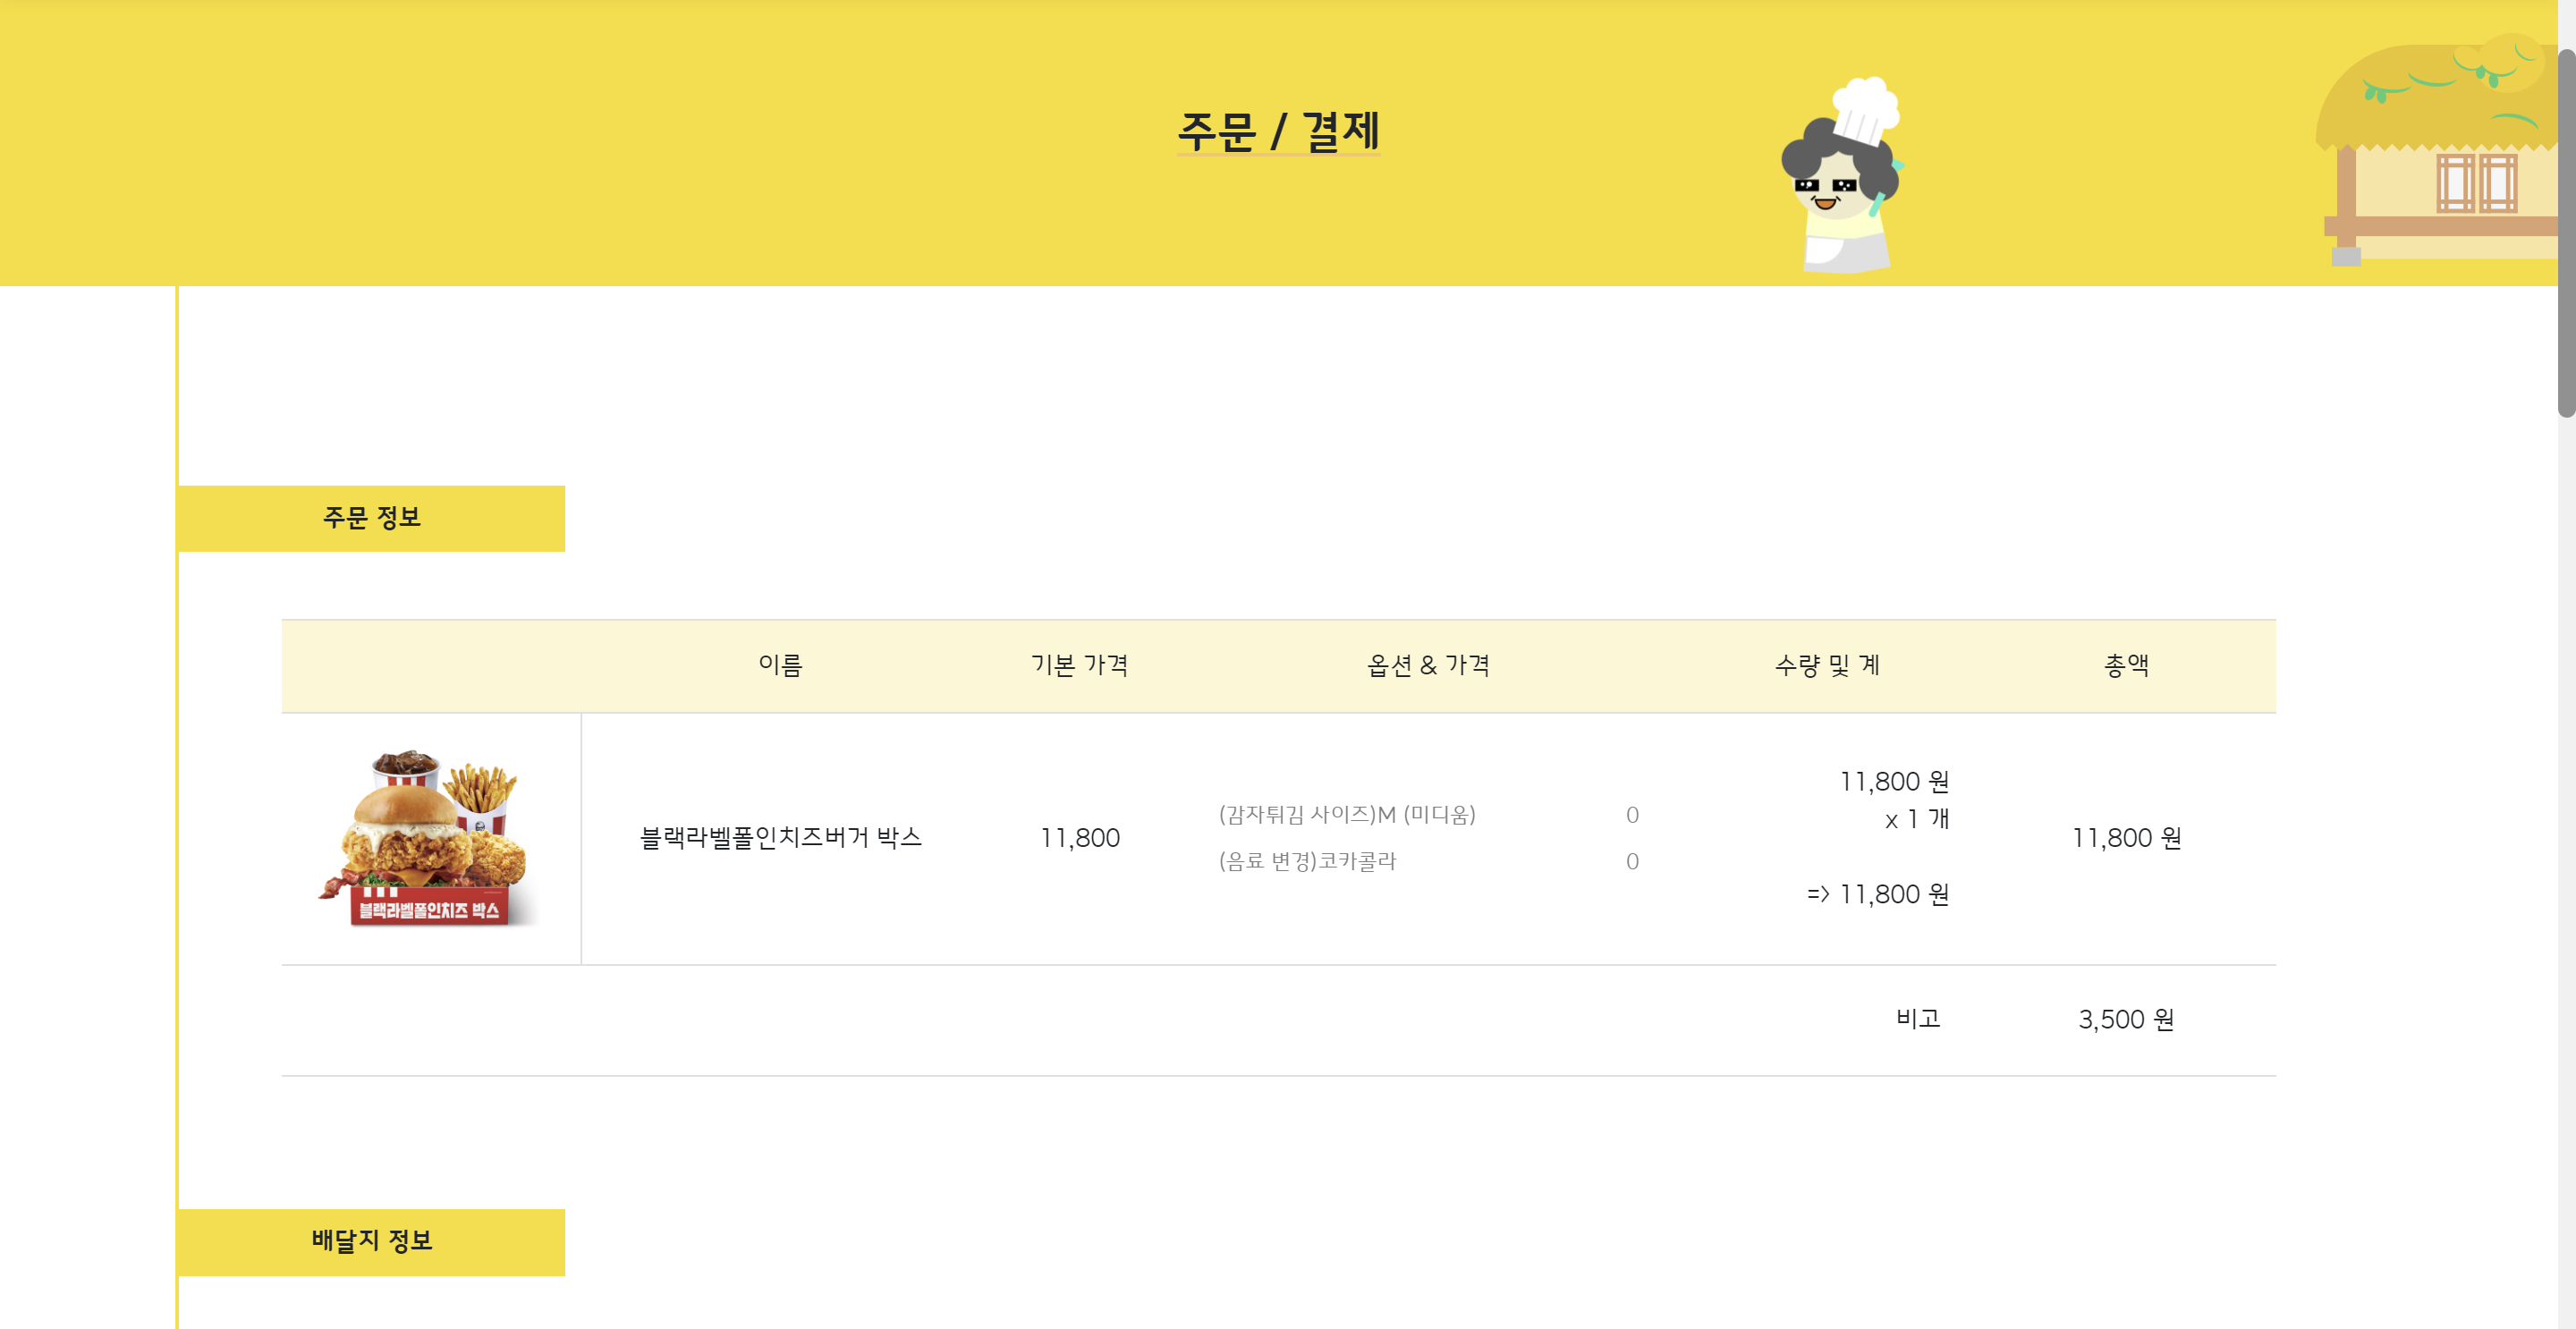 주문 / 결제
주문 정보
이름 기본 가격 옵션 & 가격 수량 및 계 총액
블랙라벨폴인치즈 박스
블랙라벨폴인치즈버거 박스
11,800
(감자튀김 사이즈)M (미디움) 0
(음료 변경)코카콜라 0
11,800 원
x 1 개
=> 11,800 원
11,800 원
비고 3,500 원
배달지 정보